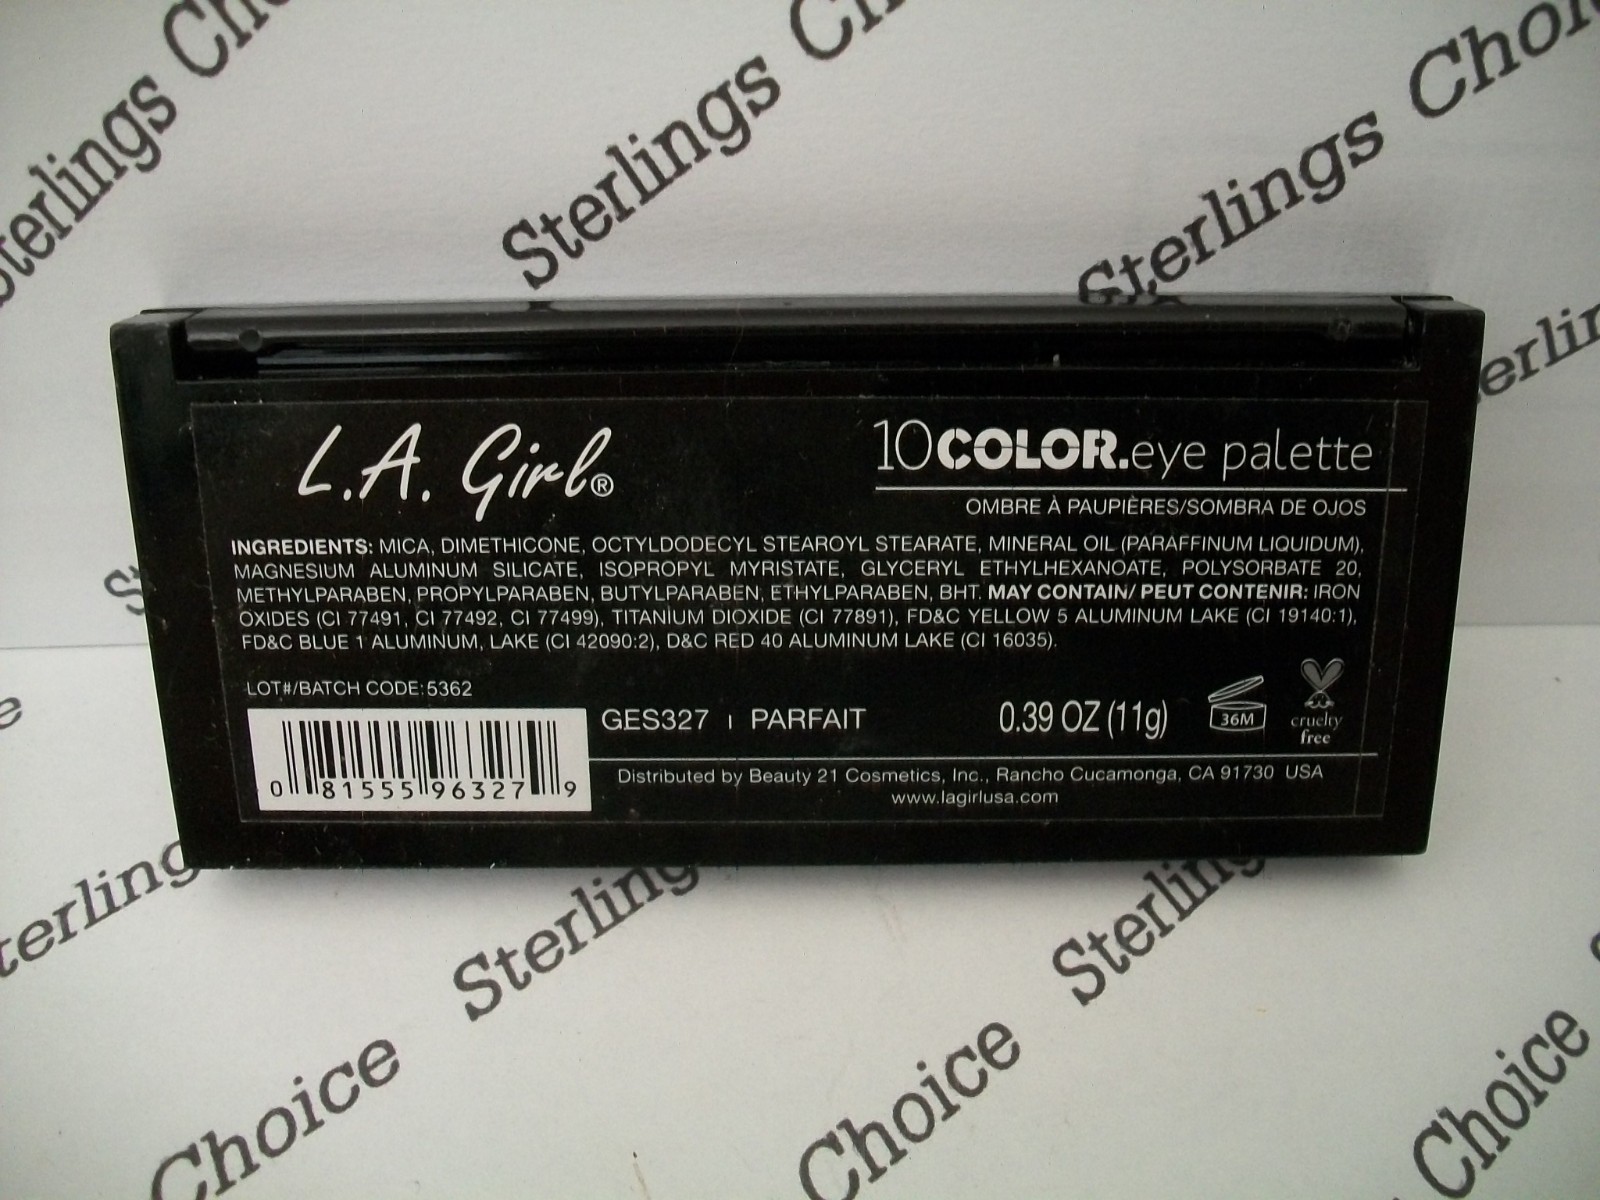 Sterlings Cho
Sterlings Ch
Sterlings Choi
L.A. Girl®
10COLOR.eye palette
OMBRE À PAUPIÈRES/SOMBRA DE OJOS
INGREDIENTS: MICA, DIMETHICONE, OCTYLDODECYL STEAROYL STEARATE, MINERAL OIL (PARAFFINUM LIQUIDUM),
MAGNESIUM ALUMINUM SILICATE, ISOPROPYL MYRISTATE, GLYCERYL ETHYLHEXANOATE, POLYSORBATE 20,
METHYLPARABEN, PROPYLPARABEN, BUTYLPARABEN, ETHYLPARABEN, BHT. MAY CONTAIN/ PEUT CONTENIR: IRON
OXIDES (CI 77491, CI 77492, CI 77499), TITANIUM DIOXIDE (CI 77891), FD&C YELLOW 5 ALUMINUM LAKE (CI 19140:1),
FD&C BLUE 1 ALUMINUM, LAKE (CI 42090:2), D&C RED 40 ALUMINUM LAKE (CI 16035).
LOT#/BATCH CODE: 5362
GES327 | PARFAIT
0.39 OZ (11g)
36M
cruelty
free
0 81555 96327 9
Distributed by Beauty 21 Cosmetics, Inc., Rancho Cucamonga, CA 91730 USA
www.lagirlusa.com
terlings
Sterlings
Sterlings
Choice
Choice
Choice